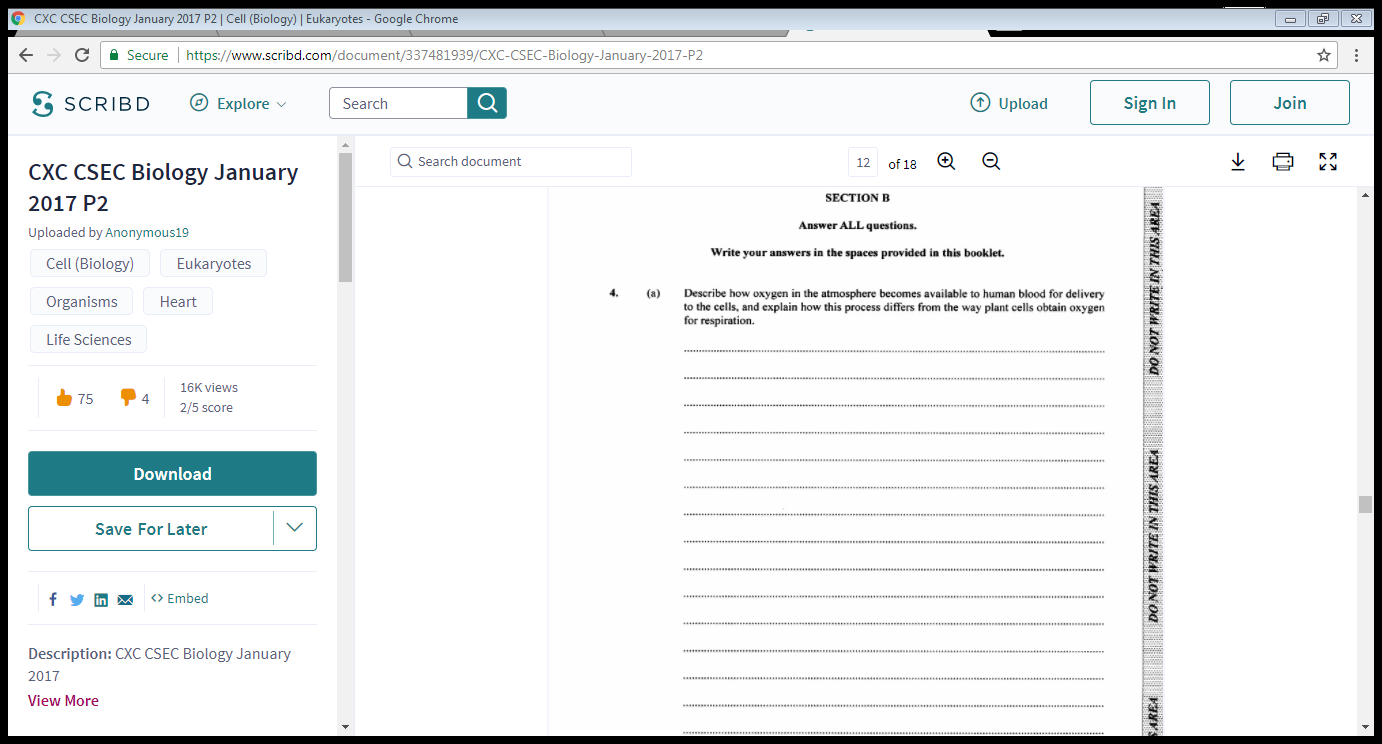 CXC CSEC Biology January 2017 P2 | Cell (Biology) | Eukaryotes - Google Chrome
Secure https://www.scribd.com/document/337481939/CXC-CSEC-Biology-January-2017-P2
SCRIBD
Explore
Search
Upload
Sign In
Join
CXC CSEC Biology January
2017 P2
Uploaded by Anonymous19
Cell (Biology)
Eukaryotes
Organisms
Heart
Life Sciences
75
4
16K views
2/5 score
Download
Save For Later
<> Embed
Description: CXC CSEC Biology January
2017
View More
Search document
12 of 18
SECTION B
Answer ALL questions.
Write your answers in the spaces provided in this booklet.
4. (a) Describe how oxygen in the atmosphere becomes available to human blood for delivery
to the cells, and explain how this process differs from the way plant cells obtain oxygen
for respiration.
DO NOT WRITE IN THIS AREA
DO NOT WRITE IN THIS AREA
S AREA